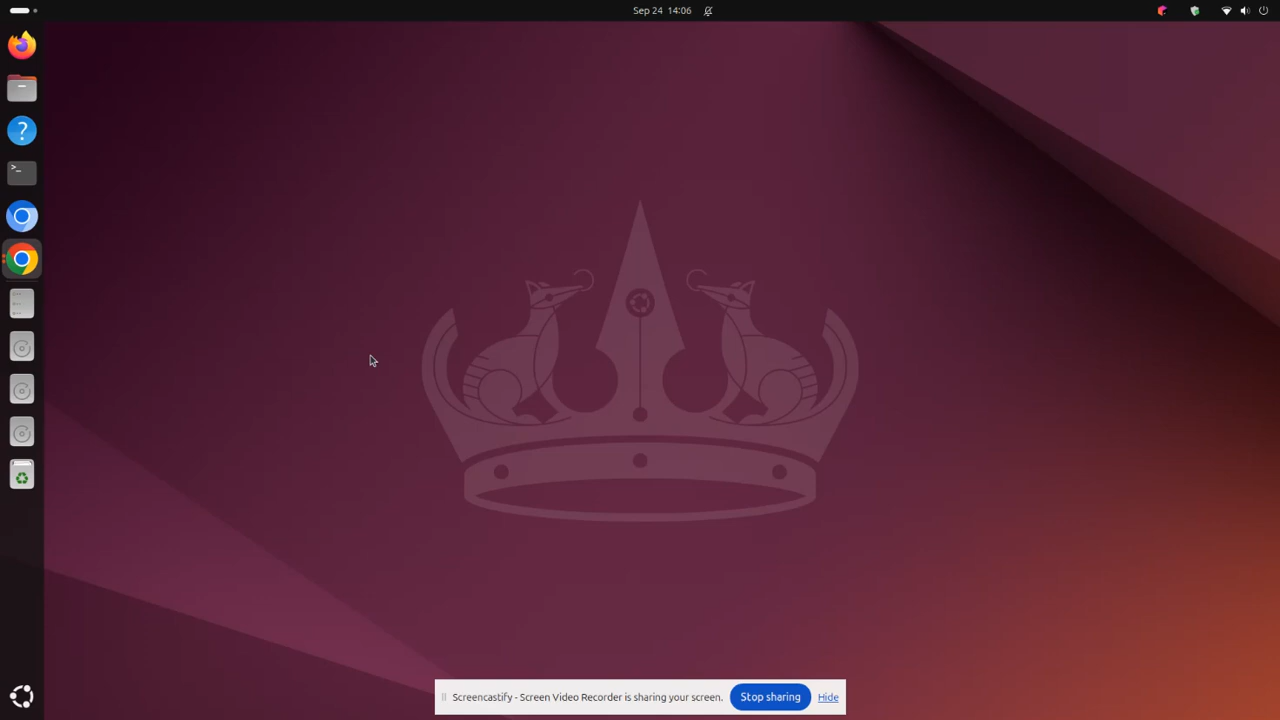 Sep 24 14:06
>_
?
Screencastify - Screen Video Recorder is sharing your screen. Stop sharing Hide